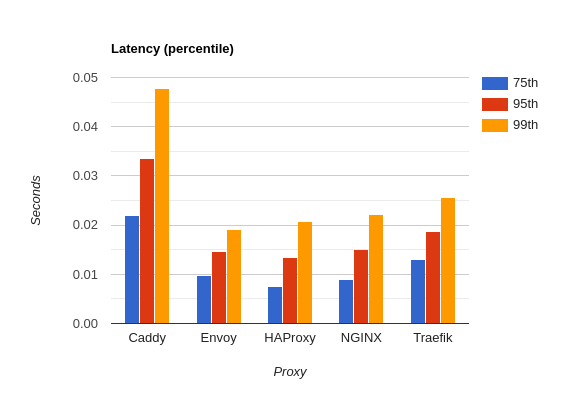 Latency (percentile)
0.05
0.04
0.03
0.02
0.01
0.00
Seconds
Caddy
Envoy
HAProxy
NGINX
Traefik
Proxy
75th
95th
99th